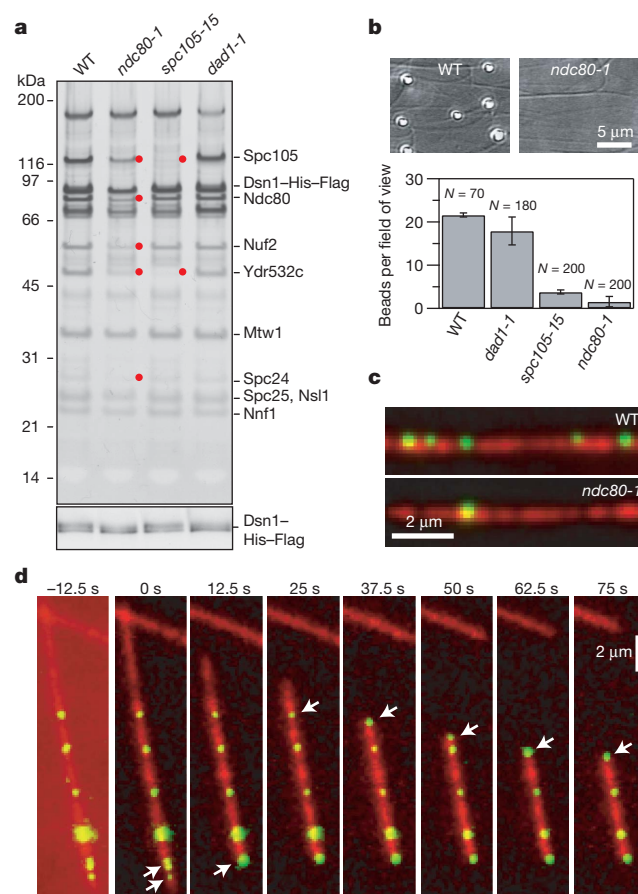 a
WT
ndc80-1
spc105-15
dad1-1
kDa
200
116
97
66
45
31
21
14
Spc105
Dsn1–His–Flag
Ndc80
Nuf2
Ydr532c
Mtw1
Spc24
Spc25, Nsl1
Nnf1
Dsn1–
His–Flag
b
WT
ndc80-1
5 µm
Beads per field of view
30
20
10
0
N = 70
N = 180
N = 200
N = 200
WT
dad1-1
spc105-15
ndc80-1
c
WT
ndc80-1
2 µm
d
–12.5 s 0 s 12.5 s 25 s 37.5 s 50 s 62.5 s 75 s
2 µm